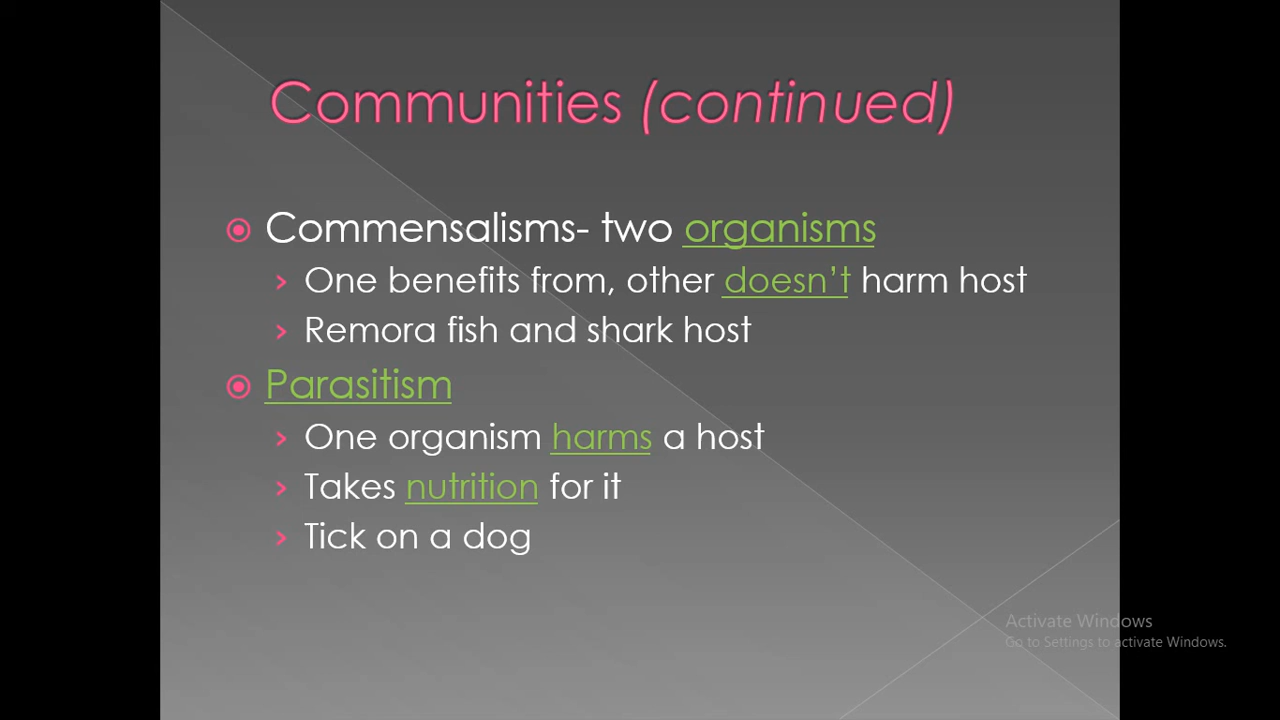 Communities (continued)
Commensalisms- two organisms
One benefits from, other doesn't harm host
Remora fish and shark host
Parasitism
One organism harms a host
Takes nutrition for it
Tick on a dog
Activate Windows
Go to Settings to activate Windows.